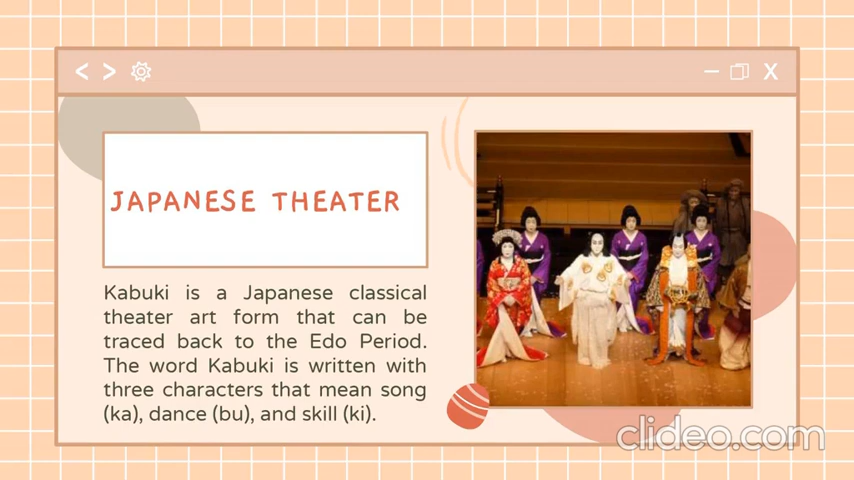 JAPANESE THEATER
Kabuki is a Japanese classical
theater art form that can be
traced back to the Edo Period.
The word Kabuki is written with
three characters that mean song
(ka), dance (bu), and skill (ki).
clideo.com